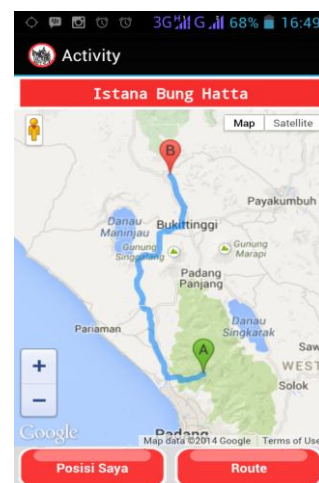 3G H G 68% 16:49
Activity
Istana Bung Hatta
Map Satellite
B
Payakumbuh
Danau
Maninjau
Bukittinggi
Gunung
Singgalang
Gunung
Marapi
Padang
Panjang
Danau
Singkarak
Pariaman
A
Saw
WEST
Solok
+
−
Padang
Google
Map data ©2014 Google Terms of Use
Posisi Saya Route